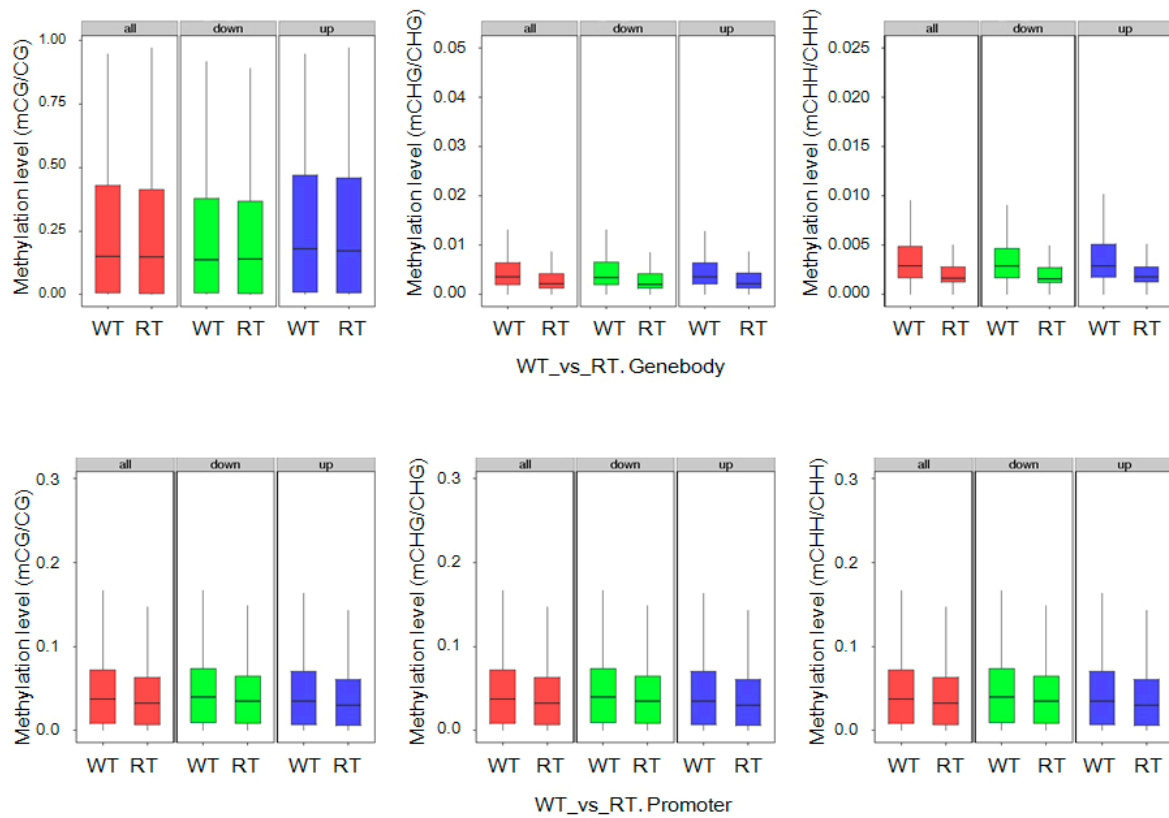 all down up
Methylation level (mCG/CG)
1.00
0.75
0.50
0.25
0.00
WT RT WT RT WT RT
all down up
Methylation level (mCHG/CHG)
0.05
0.04
0.03
0.02
0.01
0.00
WT RT WT RT WT RT
all down up
Methylation level (mCHH/CHH)
0.025
0.020
0.015
0.010
0.005
0.000
WT RT WT RT WT RT
WT_vs_RT. Genebody
all down up
Methylation level (mCG/CG)
0.3
0.2
0.1
0.0
WT RT WT RT WT RT
all down up
Methylation level (mCHG/CHG)
0.3
0.2
0.1
0.0
WT RT WT RT WT RT
all down up
Methylation level (mCHH/CHH)
0.3
0.2
0.1
0.0
WT RT WT RT WT RT
WT_vs_RT. Promoter